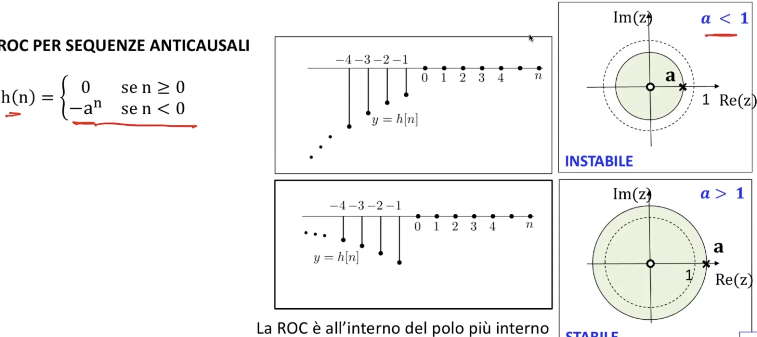 ROC PER SEQUENZE ANTICAUSALI
h(n) = { 0 se n ≥ 0
−aⁿ se n < 0
−4 −3 −2 −1
0 1 2 3 4 n
y = h[n]
Im(z)
a < 1
a
1 Re(z)
INSTABILE
−4 −3 −2 −1
0 1 2 3 4 n
y = h[n]
Im(z)
a > 1
a
1 Re(z)
STABILE
La ROC è all'interno del polo più interno